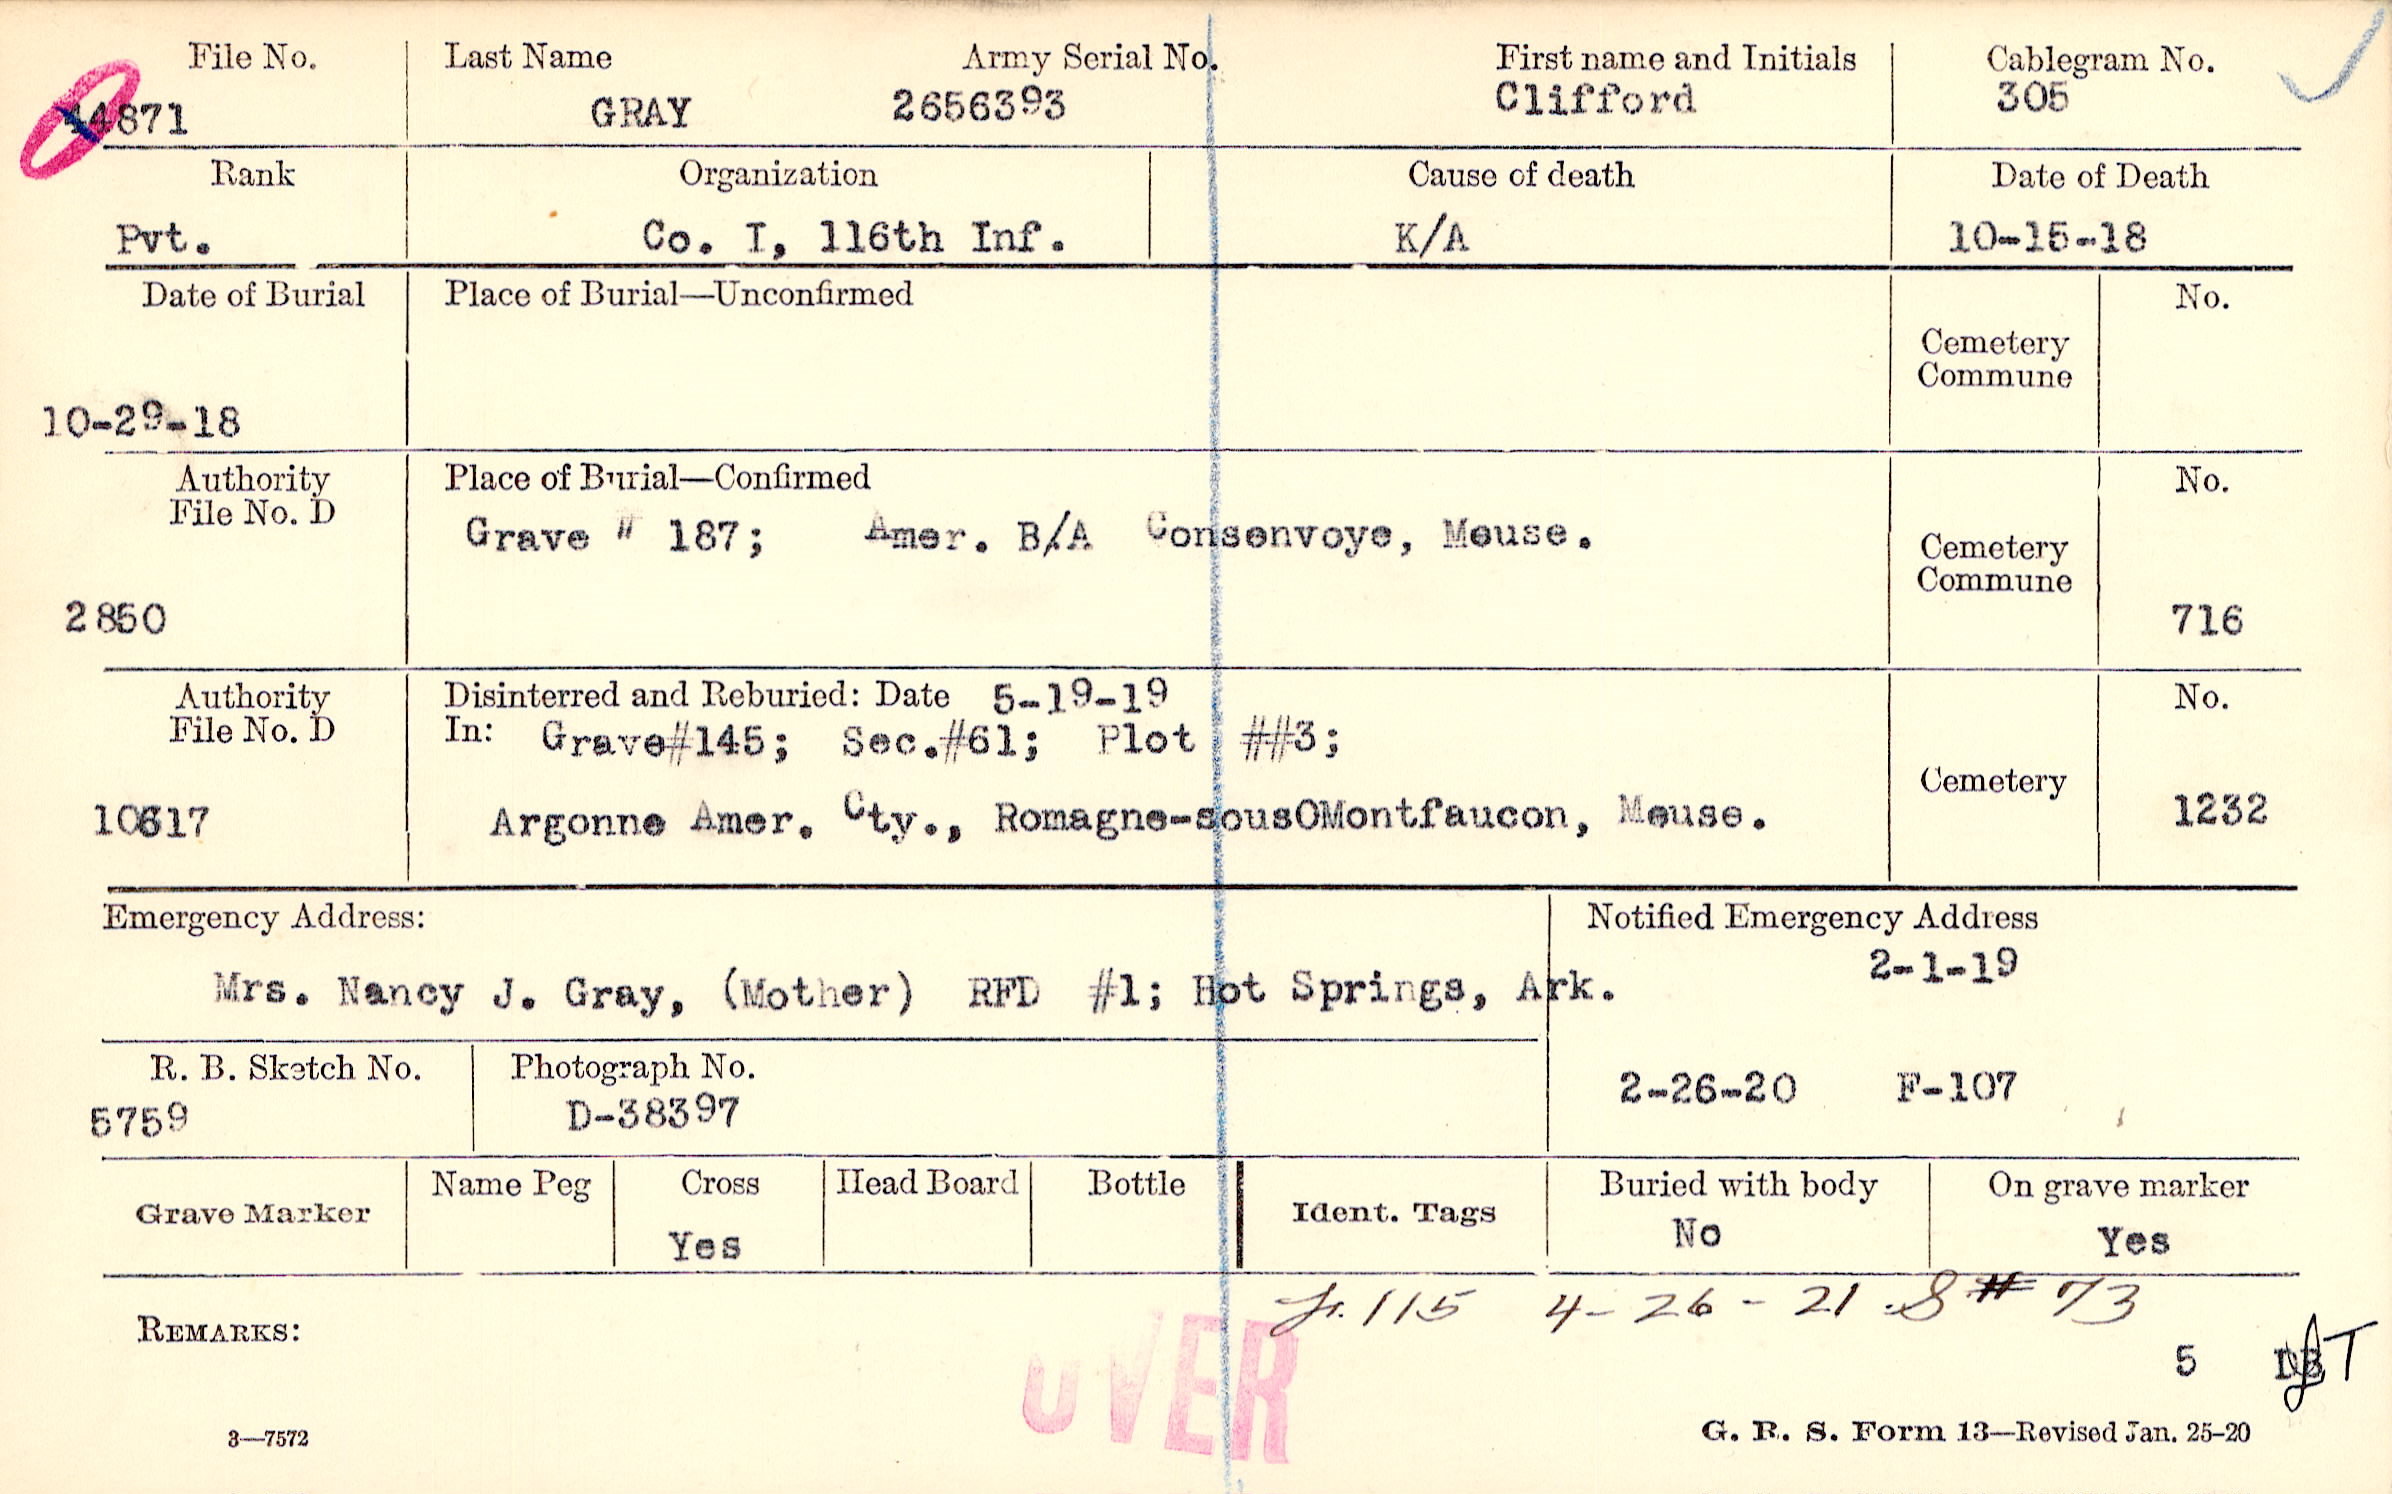 File No. Last Name Army Serial No. First name and Initials Cablegram No.
44871 GRAY 2656393 Clifford 305
Rank Organization Cause of death Date of Death
Pvt. Co. I, 116th Inf. K/A 10-15-18
Date of Burial Place of Burial—Unconfirmed No.
Cemetery
Commune
10-29-18
Authority Place of Burial—Confirmed No.
File No. D
Grave # 187; Amer. B/A Consenvoye, Meuse.
Cemetery
Commune
2850 716
Authority Disinterred and Reburied: Date 5-19-19 No.
File No. D In: Grave#145; Sec.#61; Plot ##3;
Cemetery
10617 Argonne Amer. Cty., Romagne-sousOMontfaucon, Meuse. 1232
Emergency Address: Notified Emergency Address
2-1-19
Mrs. Nancy J. Gray, (Mother) RFD #1; Hot Springs, Ark.
R. B. Sketch No. Photograph No.
5759 D-38397 2-26-20 F-107
Grave Marker Name Peg Cross Head Board Bottle Ident. Tags Buried with body On grave marker
Yes No Yes
115 4-26-21 S# 73
REMARKS:
5
OVER
3—7572 G. R. S. Form 13—Revised Jan. 25-20